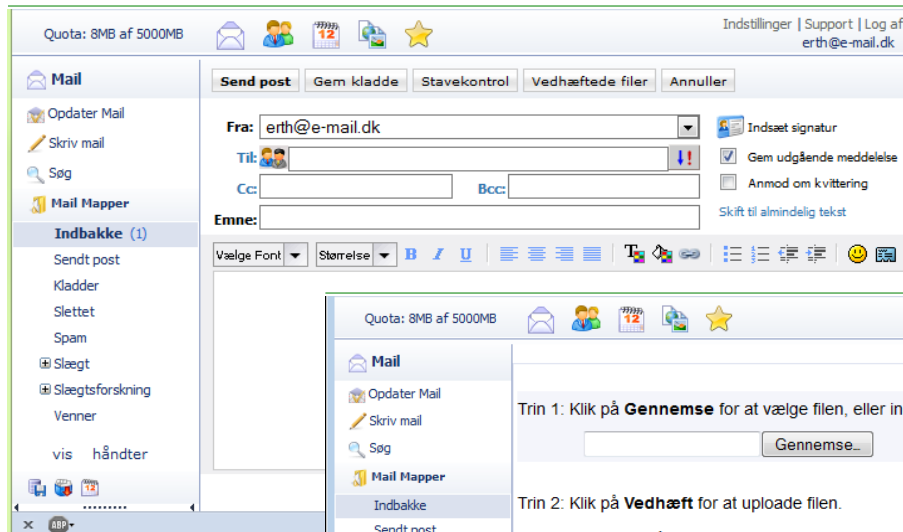 Quota: 8MB af 5000MB
Indstillinger | Support | Log af
erth@e-mail.dk
Mail
Opdater Mail
Skriv mail
Søg
Mail Mapper
Indbakke (1)
Sendt post
Kladder
Slettet
Spam
Slægt
Slægtsforskning
Venner
vis håndter
ABP
Send post Gem kladde Stavekontrol Vedhæftede filer Annuller
Fra: erth@e-mail.dk
Til:
Cc: Bcc:
Emne:
Indsæt signatur
Gem udgående meddelelse
Anmod om kvittering
Skift til almindelig tekst
Vælge Font Størrelse B I U
Quota: 8MB af 5000MB
12
Mail
Opdater Mail
Skriv mail
Søg
Mail Mapper
Indbakke
Sendt post
Trin 1: Klik på Gennemse for at vælge filen, eller in
Gennemse...
Trin 2: Klik på Vedhæft for at uploade filen.